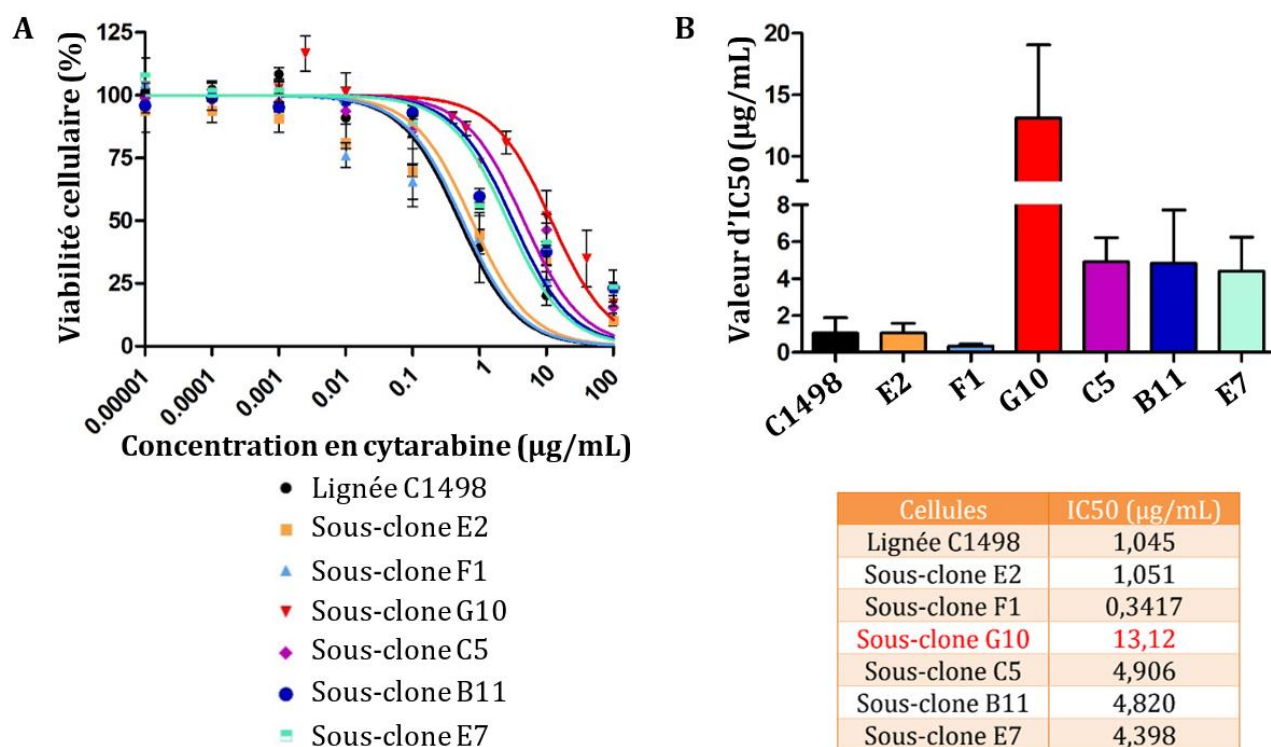 A
Viabilité cellulaire (%)
125
100
75
50
25
0
0.00001
0.0001
0.001
0.01
0.1
1
10
100
Concentration en cytarabine (µg/mL)
Lignée C1498
Sous-clone E2
Sous-clone F1
Sous-clone G10
Sous-clone C5
Sous-clone B11
Sous-clone E7
B
Valeur d'IC50 (µg/mL)
20
15
10
8
6
4
2
0
C1498
E2
F1
G10
C5
B11
E7
Cellules IC50 (µg/mL)
Lignée C1498 1,045
Sous-clone E2 1,051
Sous-clone F1 0,3417
Sous-clone G10 13,12
Sous-clone C5 4,906
Sous-clone B11 4,820
Sous-clone E7 4,398